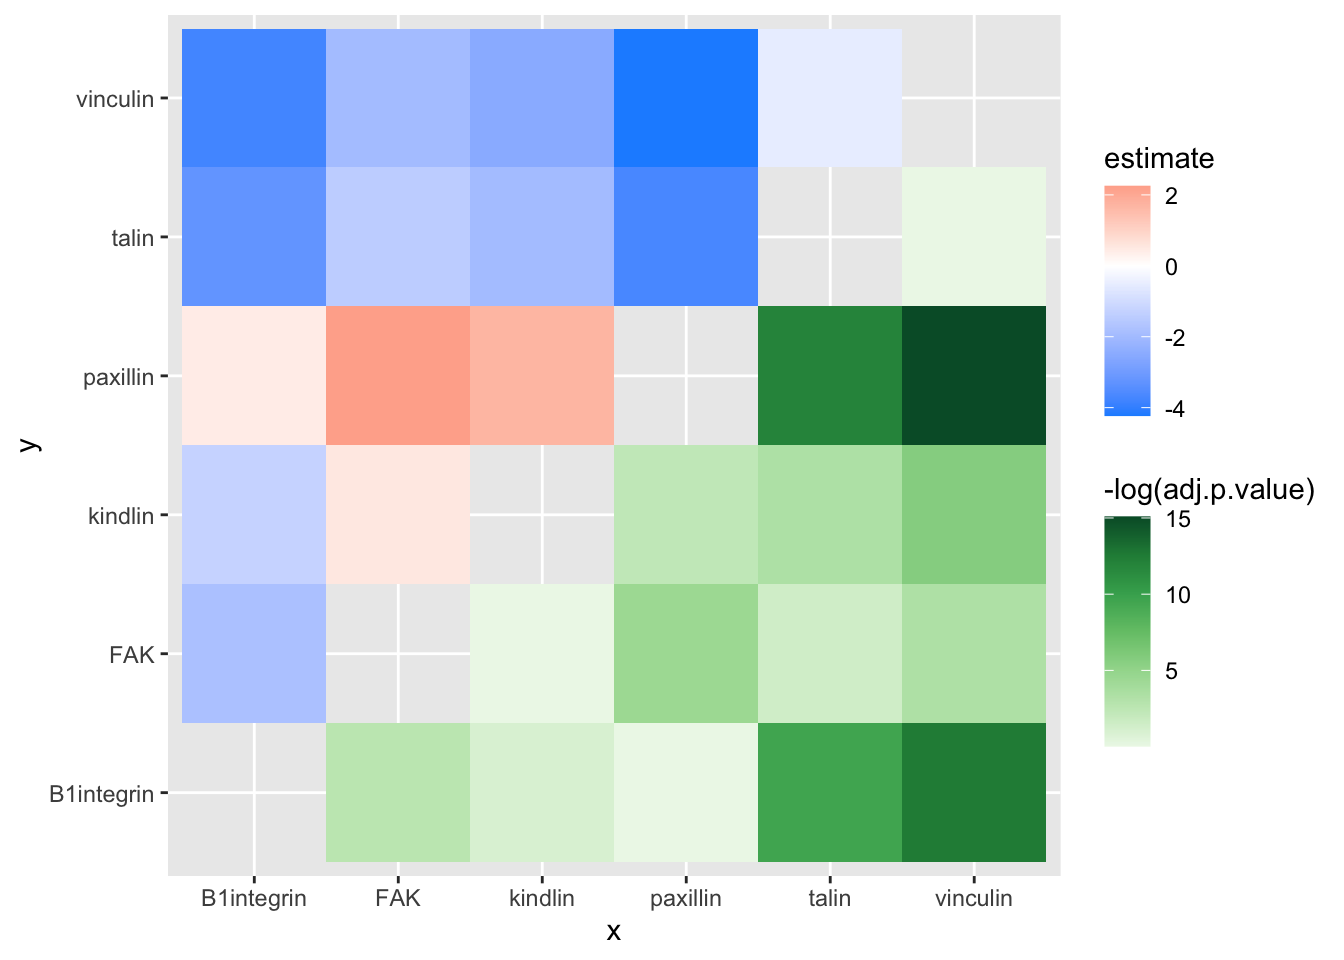 vinculin
talin
paxillin
kindlin
FAK
B1integrin
y
B1integrin FAK kindlin paxillin talin vinculin
x
estimate
2
0
-2
-4
-log(adj.p.value)
15
10
5